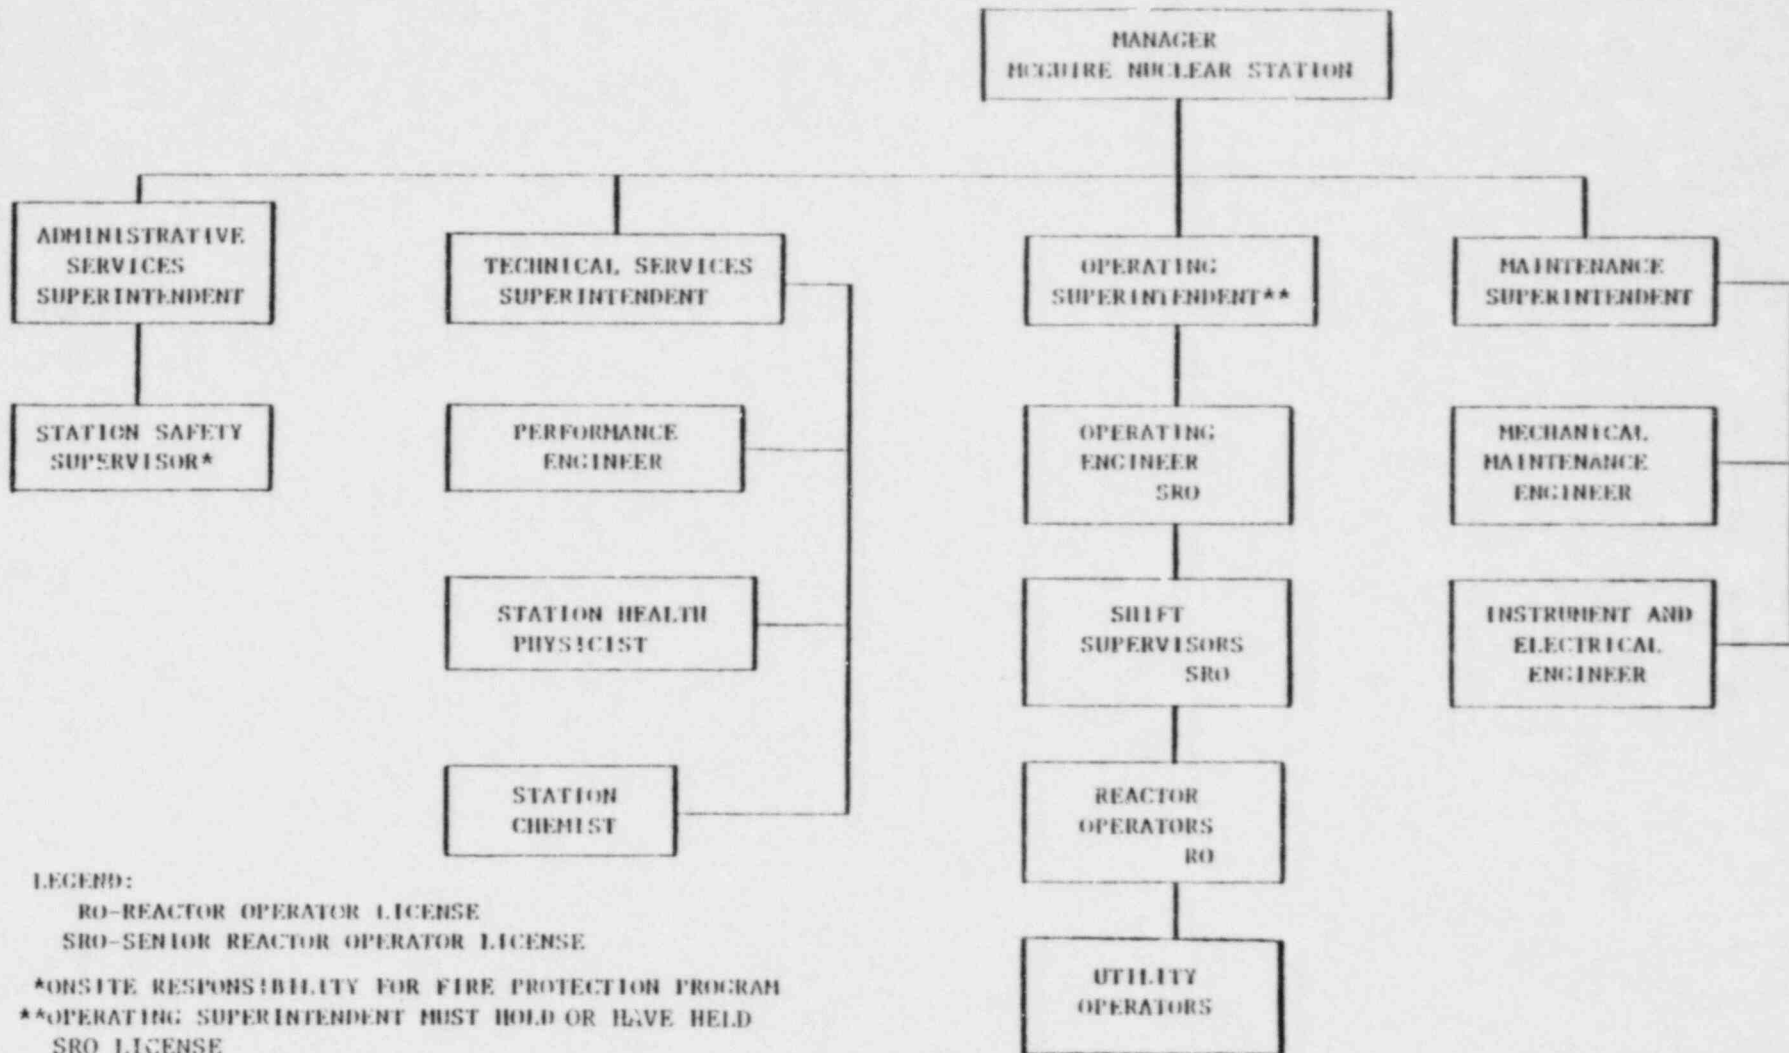 MANAGER
MCGUIRE NUCLEAR STATION
ADMINISTRATIVE
SERVICES
SUPERINTENDENT
TECHNICAL SERVICES
SUPERINTENDENT
OPERATING
SUPERINTENDENT**
MAINTENANCE
SUPERINTENDENT
STATION SAFETY
SUPERVISOR*
PERFORMANCE
ENGINEER
OPERATING
ENGINEER
SRO
MECHANICAL
MAINTENANCE
ENGINEER
STATION HEALTH
PHYSICIST
SHIFT
SUPERVISORS
SRO
INSTRUMENT AND
ELECTRICAL
ENGINEER
STATION
CHEMIST
REACTOR
OPERATORS
RO
UTILITY
OPERATORS
LEGEND:
RO-REACTOR OPERATOR LICENSE
SRO-SENIOR REACTOR OPERATOR LICENSE
*ONSITE RESPONSIBILITY FOR FIRE PROTECTION PROGRAM
**OPERATING SUPERINTENDENT MUST HOLD OR HAVE HELD
SRO LICENSE